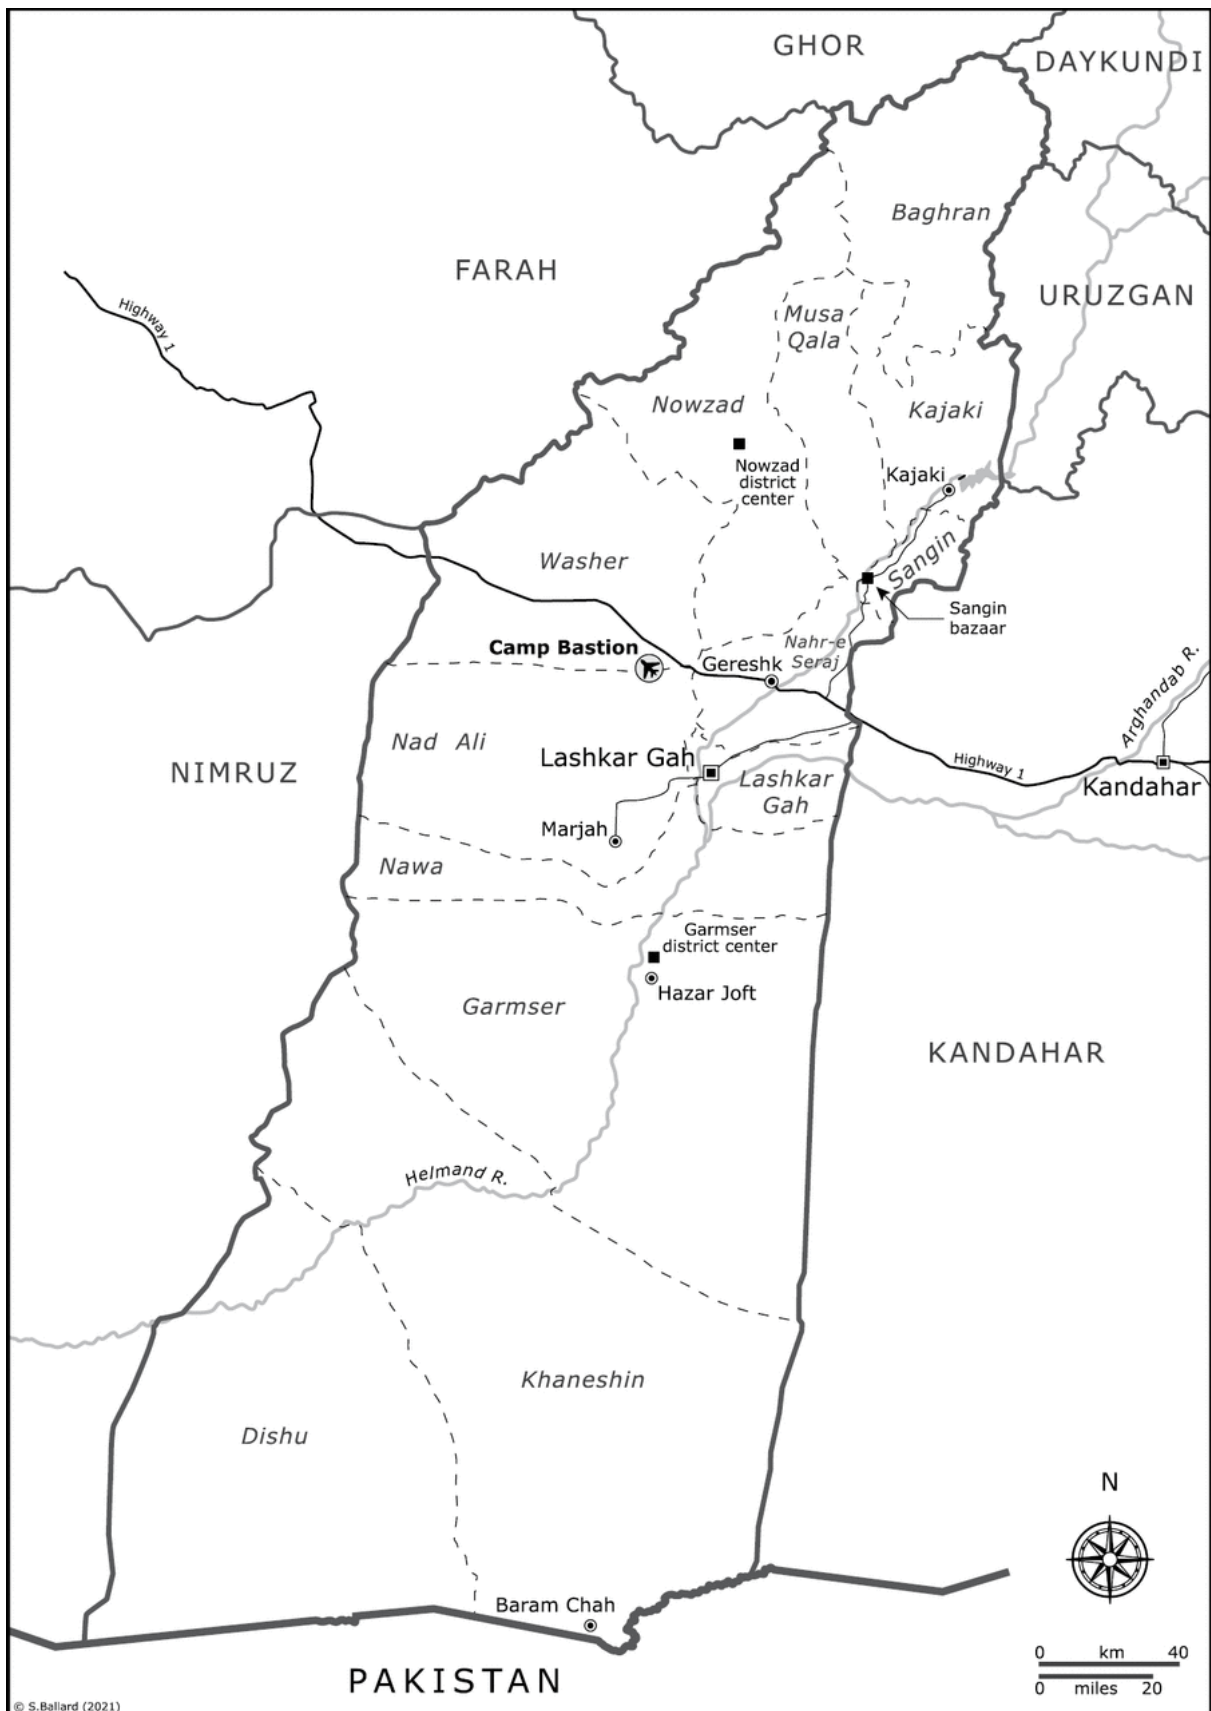 GHOR
DAYKUNDI
Baghran
FARAH
URUZGAN
Highway 1
Musa
Qala
Nowzad
Kajaki
Nowzad
district
center
Kajaki
Washer
Sangin
Sangin
bazaar
Camp Bastion
Nahr-e
Seraj
Gereshk
Arghandab R.
Nad Ali
NIMRUZ
Lashkar Gah
Lashkar
Gah
Highway 1
Kandahar
Marjah
Nawa
Garmser
district center
Hazar Joft
Garmser
KANDAHAR
Helmand R.
Khaneshin
Dishu
N
Baram Chah
PAKISTAN
0 km 40
0 miles 20
© S.Ballard (2021)